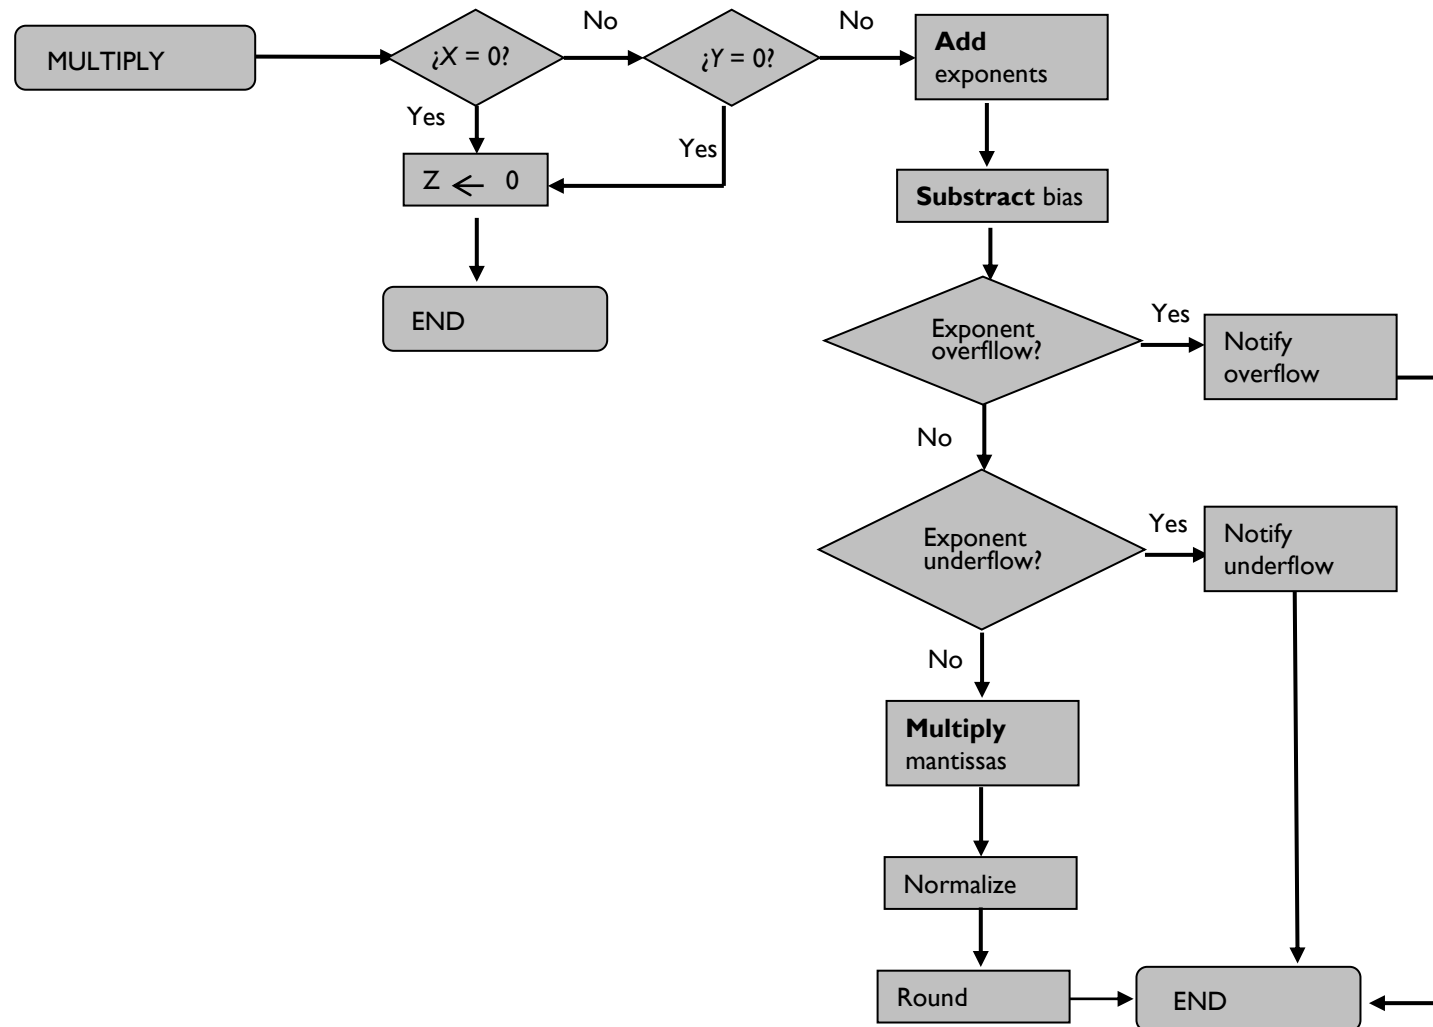 MULTIPLY
¿X = 0?
No
¿Y = 0?
No
Add
exponents
Yes
Yes
Z ← 0
Substract bias
END
Exponent
overfllow?
Yes
Notify
overflow
No
Exponent
underflow?
Yes
Notify
underflow
No
Multiply
mantissas
Normalize
Round
END